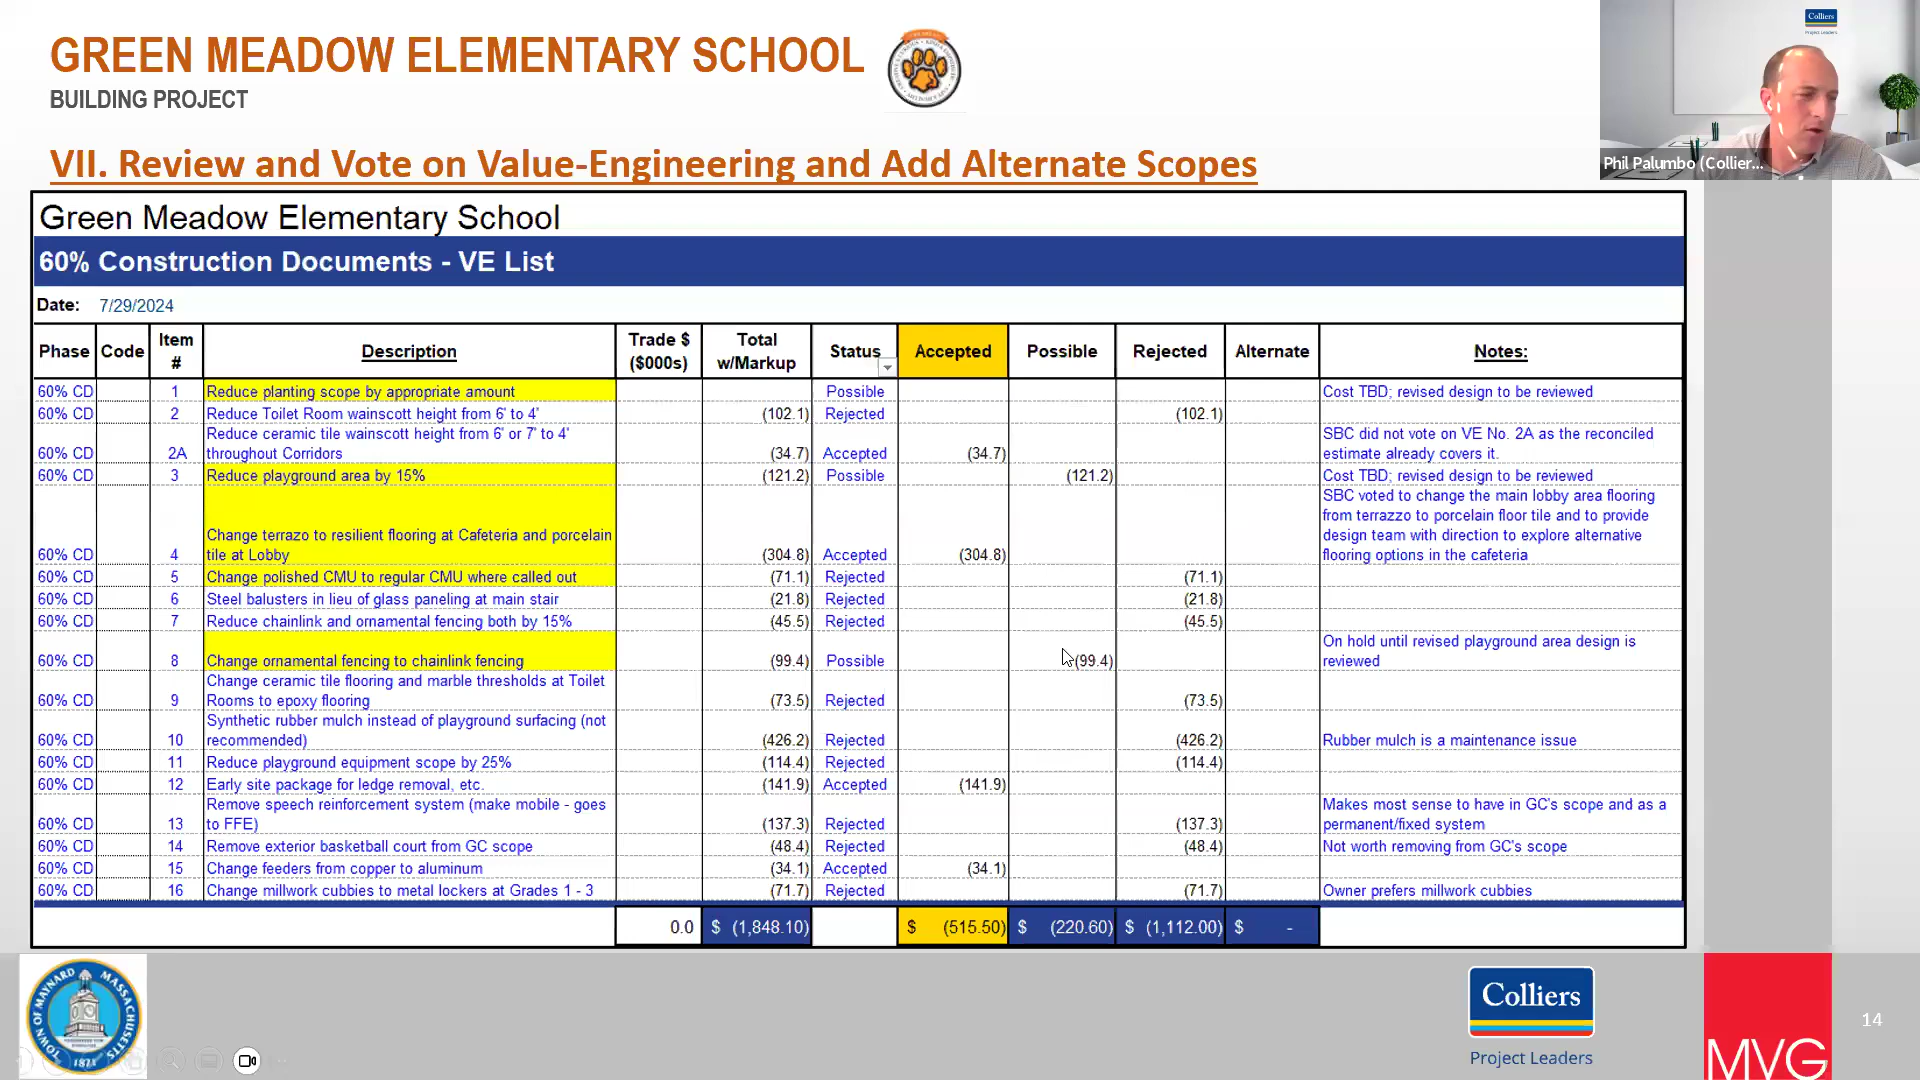 GREEN MEADOW ELEMENTARY SCHOOL
BUILDING PROJECT
Colliers
Project Leaders
Phil Palumbo (Collier...
VII. Review and Vote on Value-Engineering and Add Alternate Scopes
Green Meadow Elementary School
60% Construction Documents - VE List
Date: 7/29/2024
Phase Code Item # Description Trade $ ($000s) Total w/Markup Status Accepted Possible Rejected Alternate Notes:
60% CD 1 Reduce planting scope by appropriate amount Possible Cost TBD; revised design to be reviewed
60% CD 2 Reduce Toilet Room wainscott height from 6' to 4' (102.1) Rejected (102.1)
Reduce ceramic tile wainscott height from 6' or 7' to 4' SBC did not vote on VE No. 2A as the reconciled
60% CD 2A throughout Corridors (34.7) Accepted (34.7) estimate already covers it.
60% CD 3 Reduce playground area by 15% (121.2) Possible (121.2) Cost TBD; revised design to be reviewed
SBC voted to change the main lobby area flooring
from terrazzo to porcelain floor tile and to provide
Change terrazo to resilient flooring at Cafeteria and porcelain design team with direction to explore alternative
60% CD 4 tile at Lobby (304.8) Accepted (304.8) flooring options in the cafeteria
60% CD 5 Change polished CMU to regular CMU where called out (71.1) Rejected (71.1)
60% CD 6 Steel balusters in lieu of glass paneling at main stair (21.8) Rejected (21.8)
60% CD 7 Reduce chainlink and ornamental fencing both by 15% (45.5) Rejected (45.5)
On hold until revised playground area design is
60% CD 8 Change ornamental fencing to chainlink fencing (99.4) Possible (99.4) reviewed
Change ceramic tile flooring and marble thresholds at Toilet
60% CD 9 Rooms to epoxy flooring (73.5) Rejected (73.5)
Synthetic rubber mulch instead of playground surfacing (not
60% CD 10 recommended) (426.2) Rejected (426.2) Rubber mulch is a maintenance issue
60% CD 11 Reduce playground equipment scope by 25% (114.4) Rejected (114.4)
60% CD 12 Early site package for ledge removal, etc. (141.9) Accepted (141.9)
Remove speech reinforcement system (make mobile - goes Makes most sense to have in GC's scope and as a
60% CD 13 to FFE) (137.3) Rejected (137.3) permanent/fixed system
60% CD 14 Remove exterior basketball court from GC scope (48.4) Rejected (48.4) Not worth removing from GC's scope
60% CD 15 Change feeders from copper to aluminum (34.1) Accepted (34.1)
60% CD 16 Change millwork cubbies to metal lockers at Grades 1 - 3 (71.7) Rejected (71.7) Owner prefers millwork cubbies
0.0 $ (1,848.10) $ (515.50) $ (220.60) $ (1,112.00) $ -
TOWN OF MAYNARD MASSACHUSETTS
1871
Colliers
Project Leaders
MVG
14